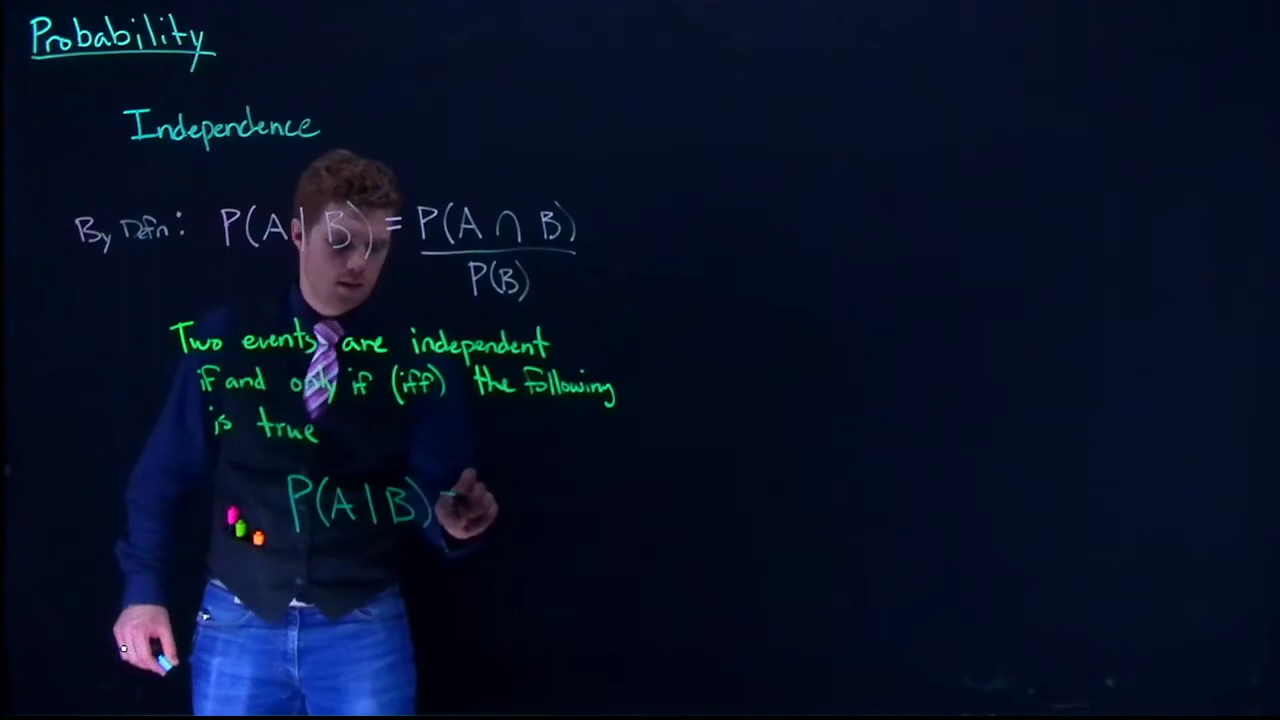 Probability
Independence
By Defn: P(A | B) = P(A ∩ B)
P(B)
Two events are independent
if and only if (iff) the following
is true
P(A | B) =